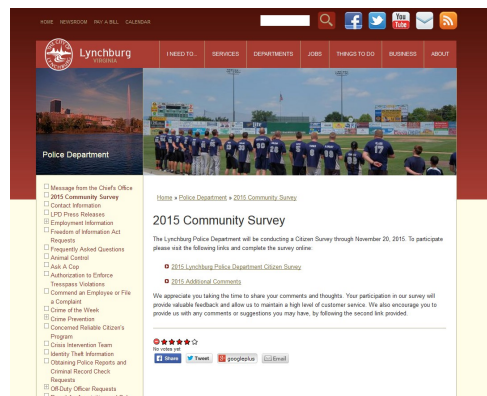 HOME NEWSROOM PAY A BILL CALENDAR
You
Tube
Lynchburg
VIRGINIA
I NEED TO.. SERVICES DEPARTMENTS JOBS THINGS TO DO BUSINESS ABOUT
Police Department
Message from the Chief's Office
2015 Community Survey
Contact Information
LPD Press Releases
Employment Information
Freedom of Information Act
Requests
Frequently Asked Questions
Animal Control
Ask A Cop
Authorization to Enforce
Tresspass Violations
Commend an Employee or File
a Complaint
Crime of the Week
Crime Prevention
Concerned Reliable Citizen's
Program
Crisis Intervention Team
Identity Theft Information
Obtaining Police Reports and
Criminal Record Check
Requests
Off-Duty Officer Requests
Home » Police Department » 2015 Community Survey
2015 Community Survey
The Lynchburg Police Department will be conducting a Citizen Survey through November 20, 2015. To participate
please visit the following links and complete the survey online:
2015 Lynchburg Police Department Citizen Survey
2015 Additional Comments
We appreciate you taking the time to share your comments and thoughts. Your participation in our survey will
provide valuable feedback and allow us to maintain a high level of customer service. We also encourage you to
provide us with any comments or suggestions you may have, by following the second link provided.
No votes yet
Share Tweet googleplus Email